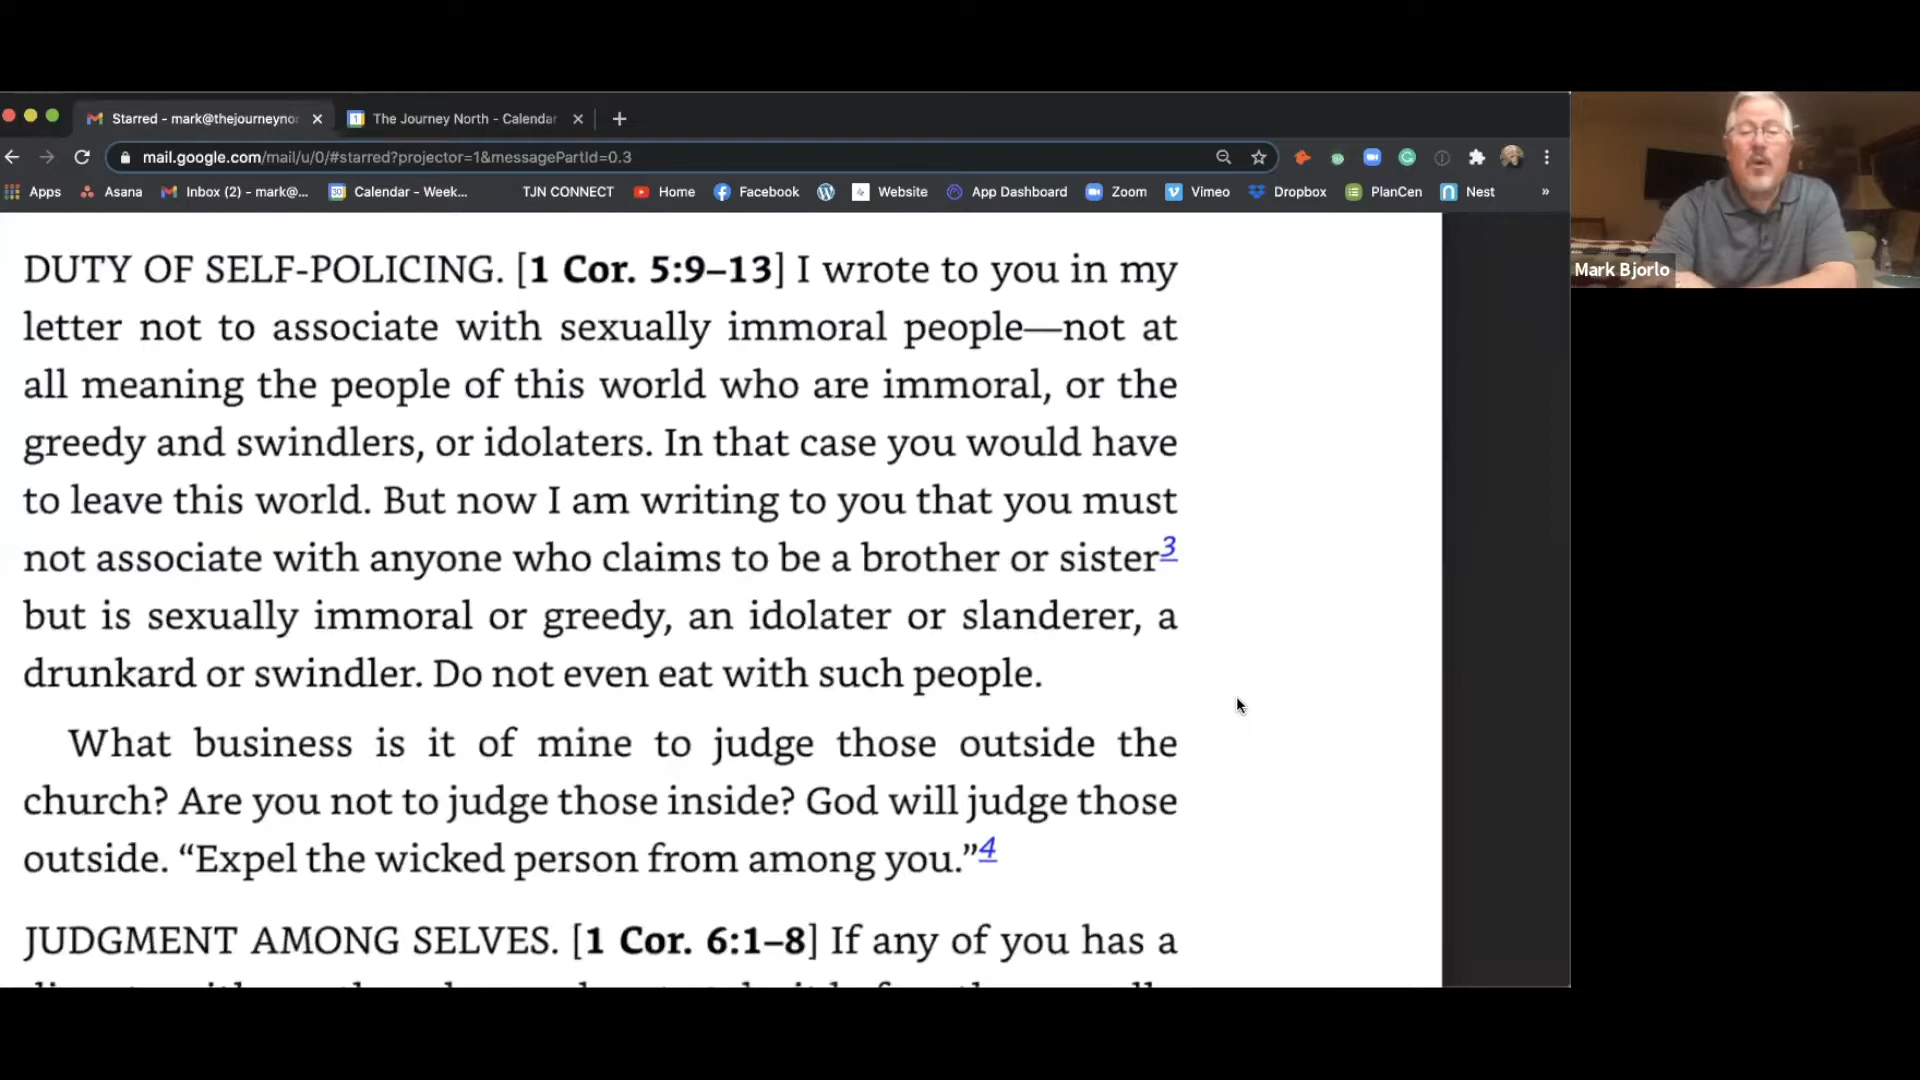 Starred - mark@thejourneyno
The Journey North - Calendar
mail.google.com/mail/u/0/#starred?projector=1&messagePartId=0.3
Apps Asana Inbox (2) - mark@... Calendar - Week... TJN CONNECT Home Facebook Website App Dashboard Zoom Vimeo Dropbox PlanCen Nest »
Mark Bjorlo
DUTY OF SELF-POLICING. [1 Cor. 5:9–13] I wrote to you in my
letter not to associate with sexually immoral people—not at
all meaning the people of this world who are immoral, or the
greedy and swindlers, or idolaters. In that case you would have
to leave this world. But now I am writing to you that you must
not associate with anyone who claims to be a brother or sister3
but is sexually immoral or greedy, an idolater or slanderer, a
drunkard or swindler. Do not even eat with such people.
What business is it of mine to judge those outside the
church? Are you not to judge those inside? God will judge those
outside. “Expel the wicked person from among you.”4
JUDGMENT AMONG SELVES. [1 Cor. 6:1–8] If any of you has a